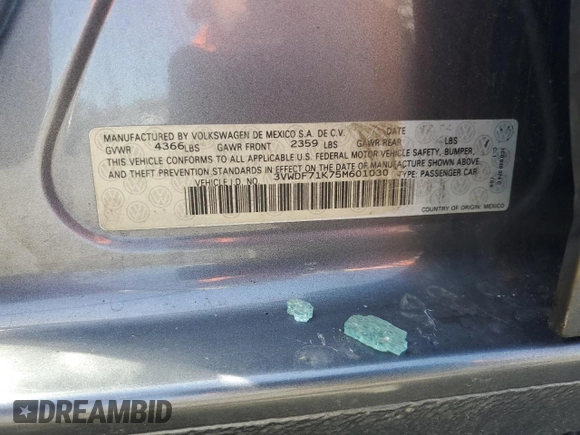 MANUFACTURED BY VOLKSWAGEN DE MEXICO S.A. DE C.V. DATE
GVWR 4366LBS GAWR FRONT 2359 LBS GAWR REAR LBS
THIS VEHICLE CONFORMS TO ALL APPLICABLE U.S. FEDERAL MOTOR VEHICLE SAFETY, BUMPER,
AND THEFT PREVENTION STANDARDS IN EFFECT ON THE DATE OF MANUFACTURE SHOWN ABOVE.
VEHICLE I.D. NO. 3VWDF71K75M601030 TYPE: PASSENGER CAR
COUNTRY OF ORIGIN: MEXICO
DREAMBID